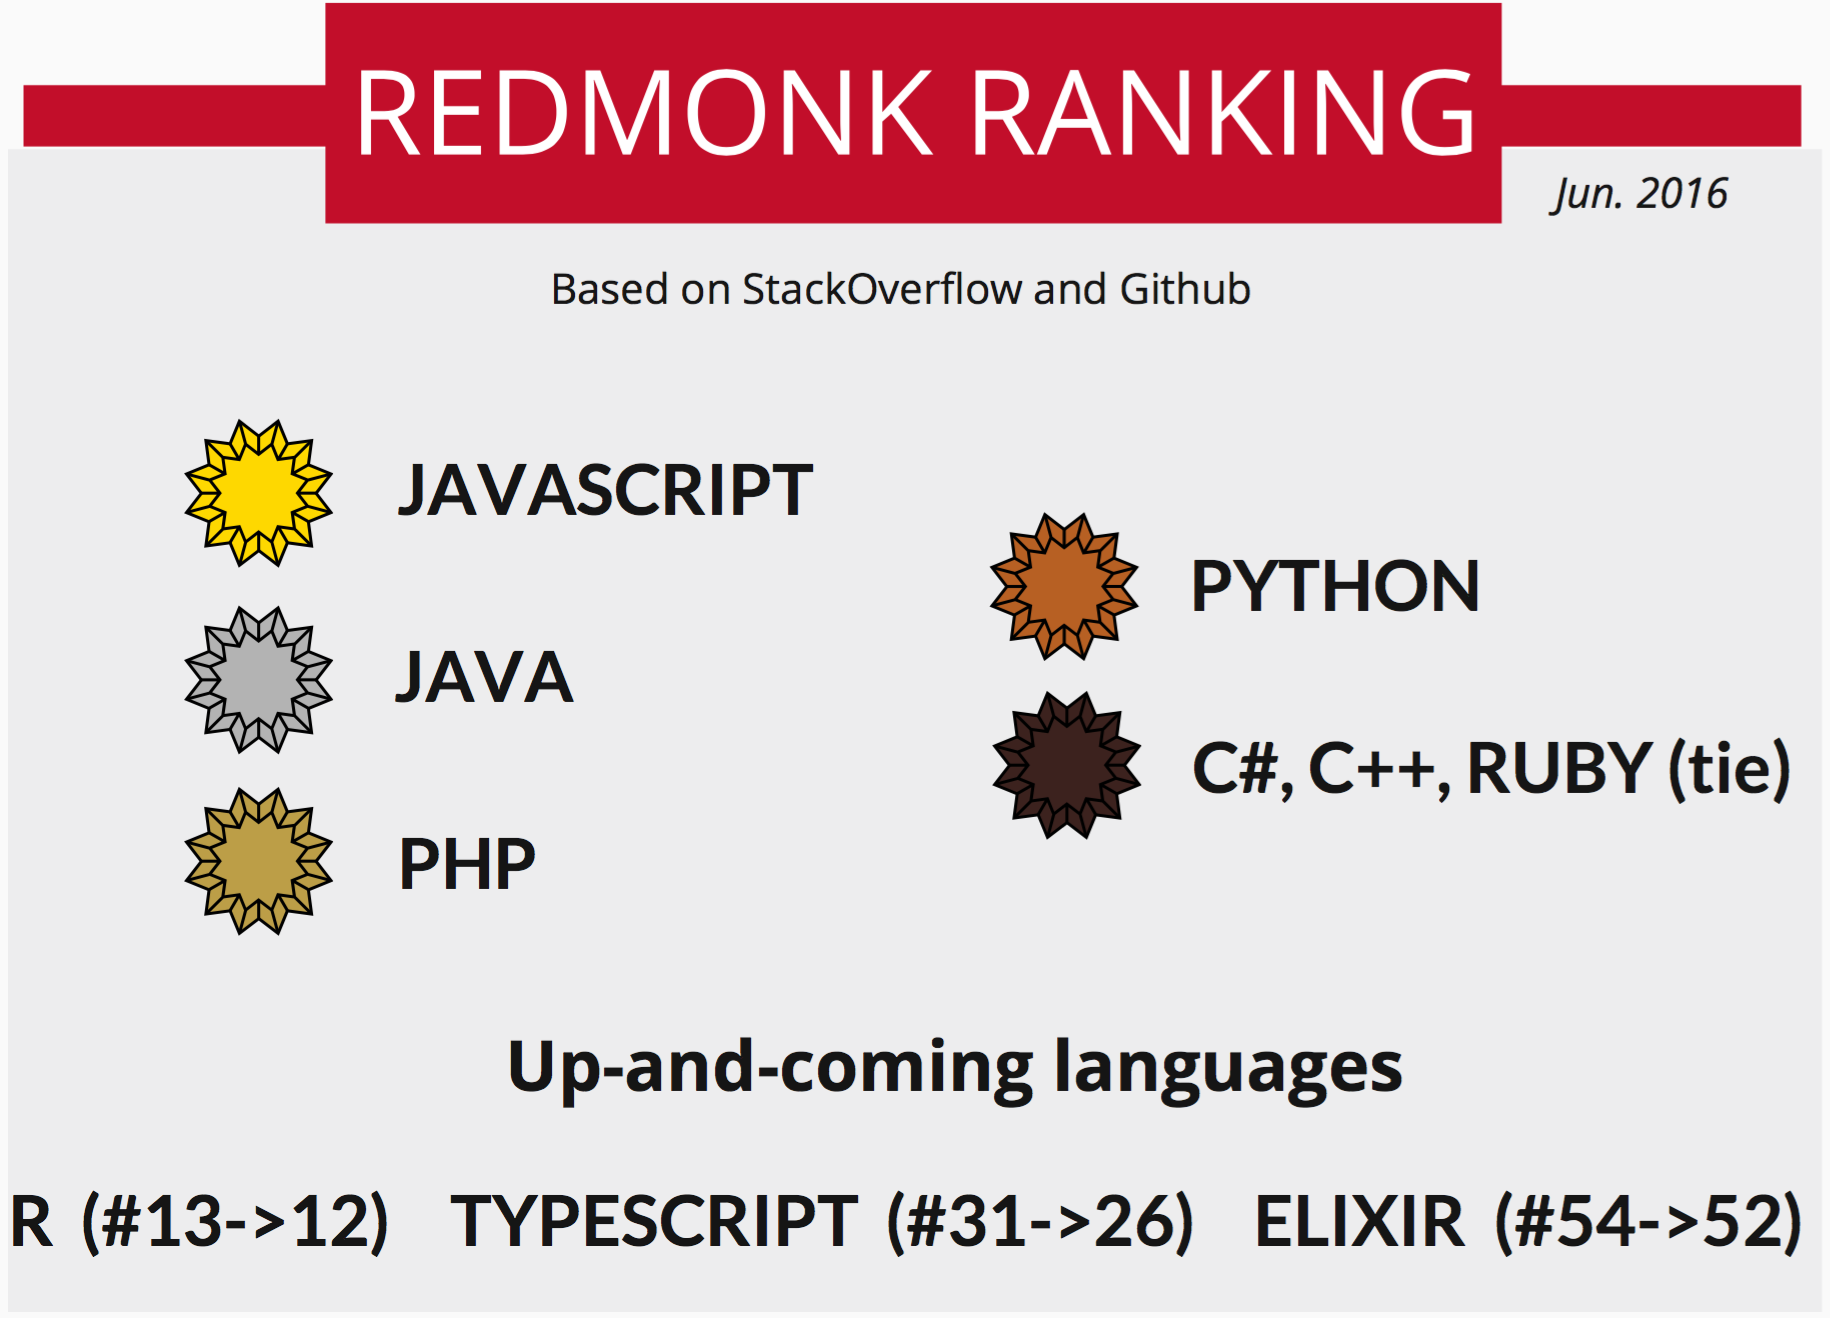 REDMONK RANKING
Jun. 2016
Based on StackOverflow and Github
JAVASCRIPT
JAVA
PHP
PYTHON
C#, C++, RUBY (tie)
Up-and-coming languages
R (#13->12) TYPESCRIPT (#31->26) ELIXIR (#54->52)